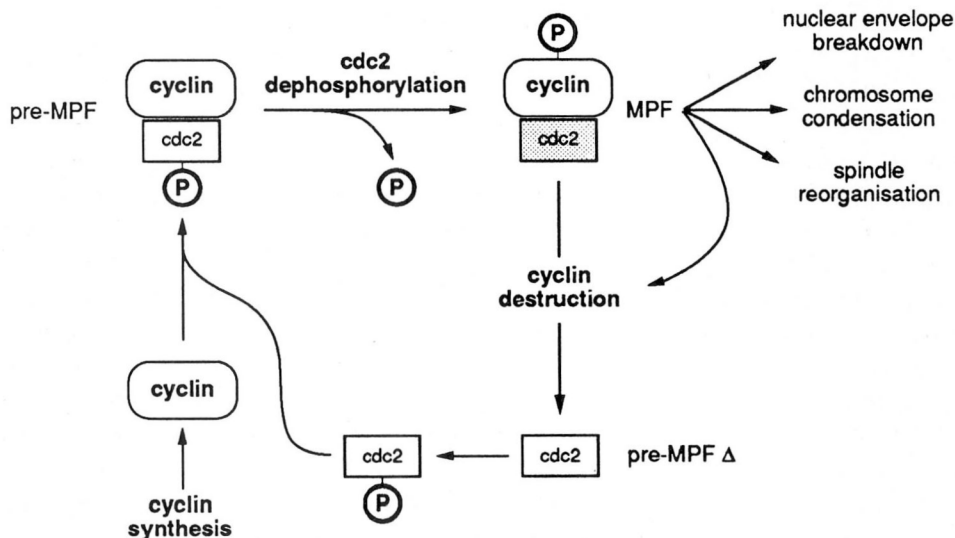 pre-MPF
cyclin
cdc2
P
cdc2
dephosphorylation
P
P
cyclin
cdc2
MPF
nuclear envelope
breakdown
chromosome
condensation
spindle
reorganisation
cyclin
destruction
cyclin
cyclin
synthesis
cdc2
P
cdc2
pre-MPF Δ